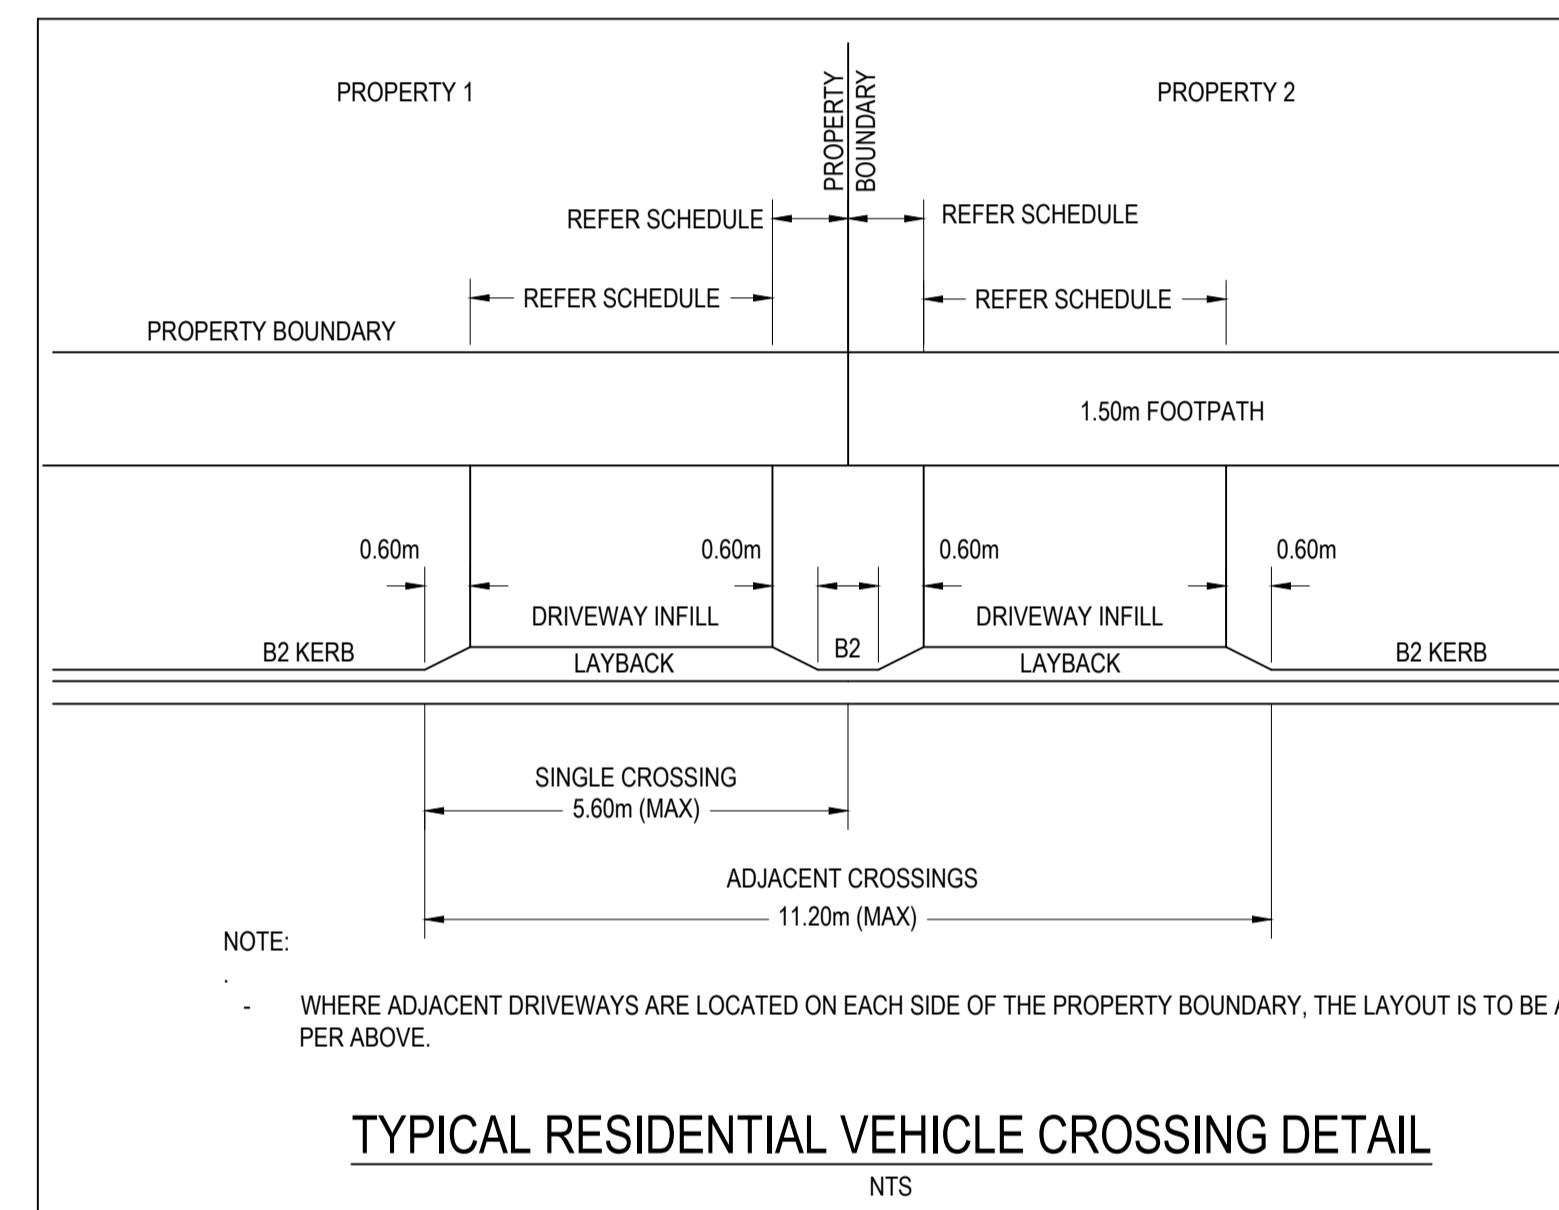 PROPERTY 1
PROPERTY 2
PROPERTY
BOUNDARY
REFER SCHEDULE
REFER SCHEDULE
REFER SCHEDULE
REFER SCHEDULE
PROPERTY BOUNDARY
1.50m FOOTPATH
0.60m
0.60m
0.60m
0.60m
DRIVEWAY INFILL
DRIVEWAY INFILL
B2 KERB
LAYBACK
B2
LAYBACK
B2 KERB
SINGLE CROSSING
5.60m (MAX)
ADJACENT CROSSINGS
11.20m (MAX)
NOTE:
.
- WHERE ADJACENT DRIVEWAYS ARE LOCATED ON EACH SIDE OF THE PROPERTY BOUNDARY, THE LAYOUT IS TO BE
PER ABOVE.
TYPICAL RESIDENTIAL VEHICLE CROSSING DETAIL
NTS